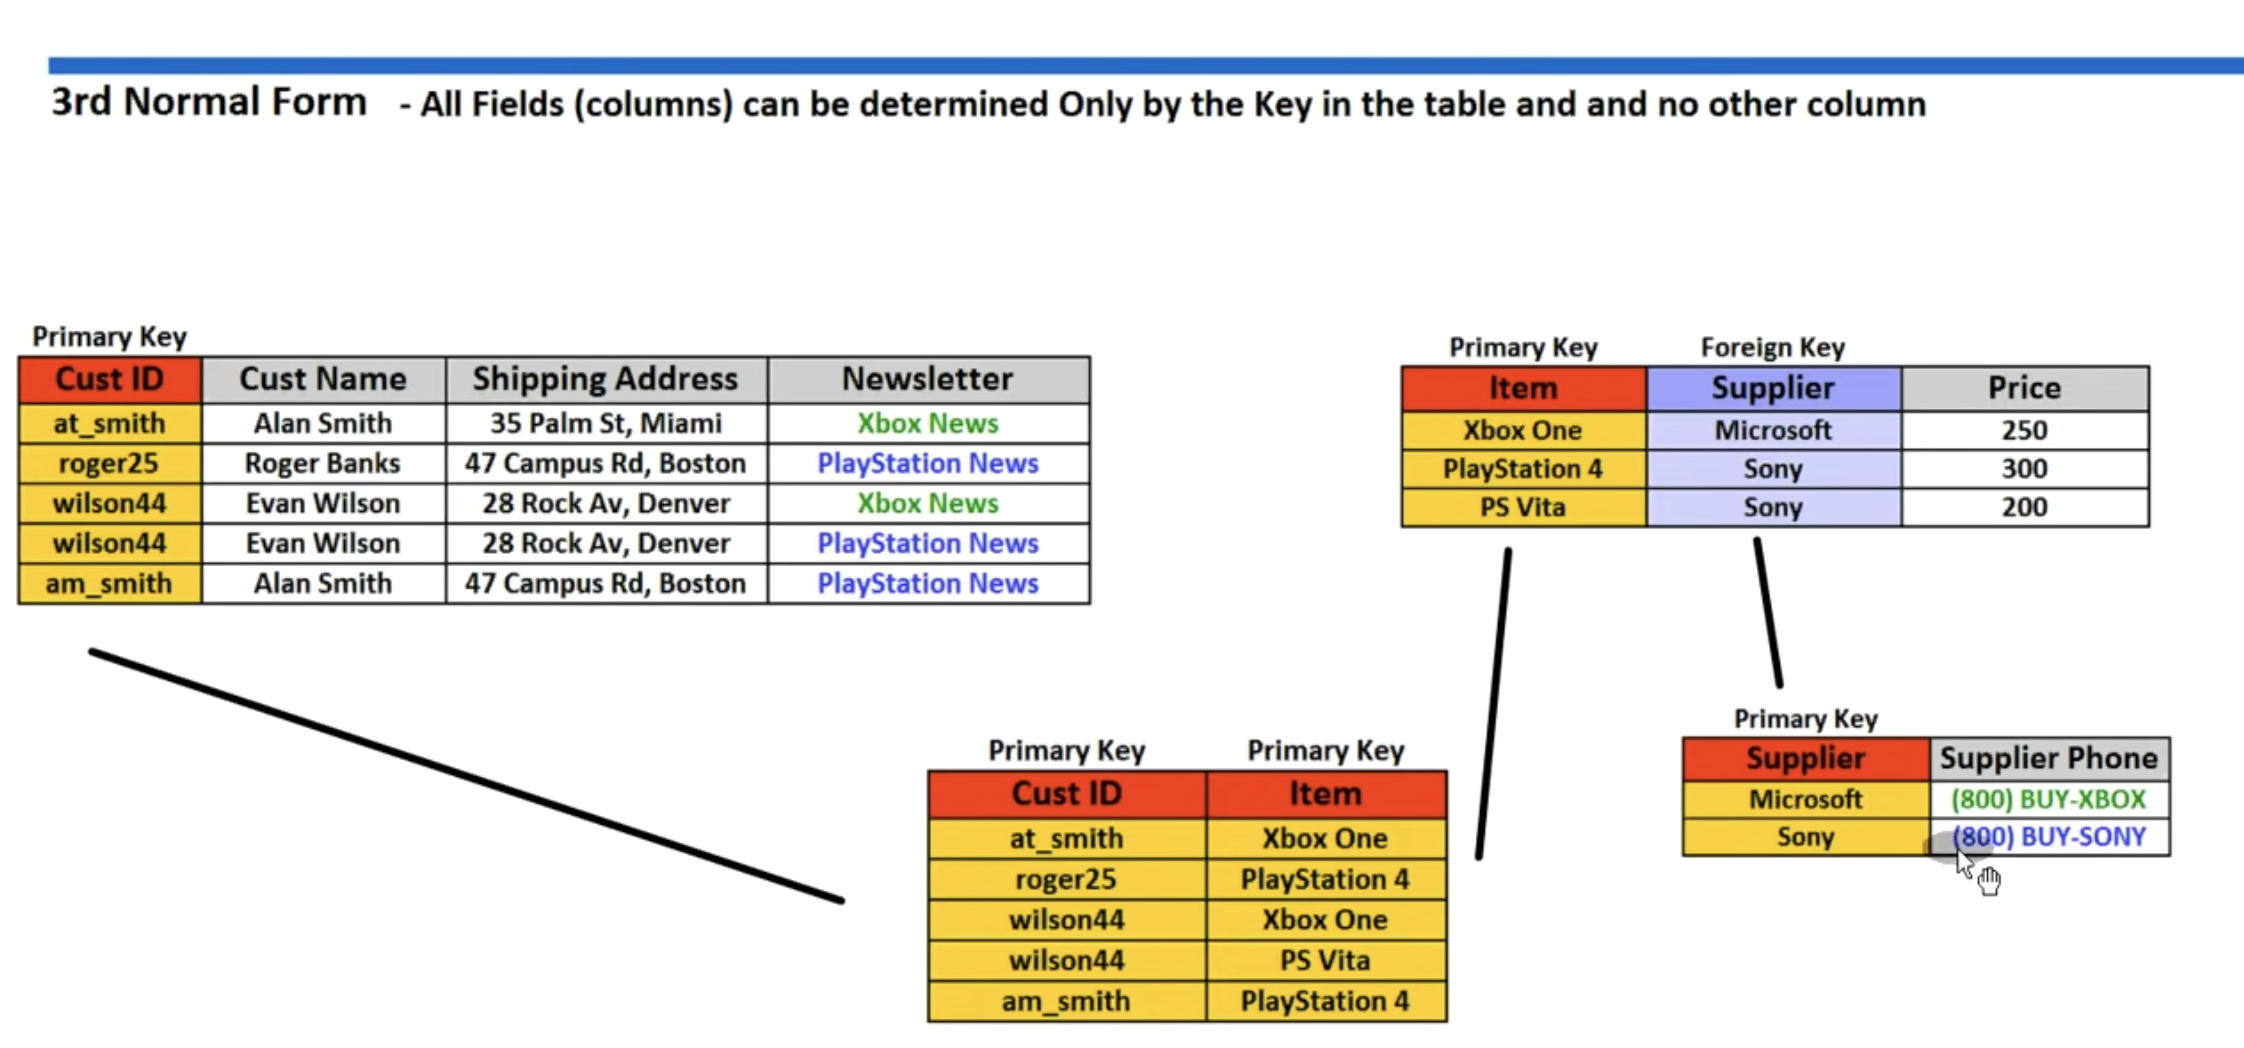 3rd Normal Form - All Fields (columns) can be determined Only by the Key in the table and and no other column
Primary Key
Cust ID Cust Name Shipping Address Newsletter
at_smith Alan Smith 35 Palm St, Miami Xbox News
roger25 Roger Banks 47 Campus Rd, Boston PlayStation News
wilson44 Evan Wilson 28 Rock Av, Denver Xbox News
wilson44 Evan Wilson 28 Rock Av, Denver PlayStation News
am_smith Alan Smith 47 Campus Rd, Boston PlayStation News
Primary Key Foreign Key
Item Supplier Price
Xbox One Microsoft 250
PlayStation 4 Sony 300
PS Vita Sony 200
Primary Key Primary Key
Cust ID Item
at_smith Xbox One
roger25 PlayStation 4
wilson44 Xbox One
wilson44 PS Vita
am_smith PlayStation 4
Primary Key
Supplier Supplier Phone
Microsoft (800) BUY-XBOX
Sony (800) BUY-SONY